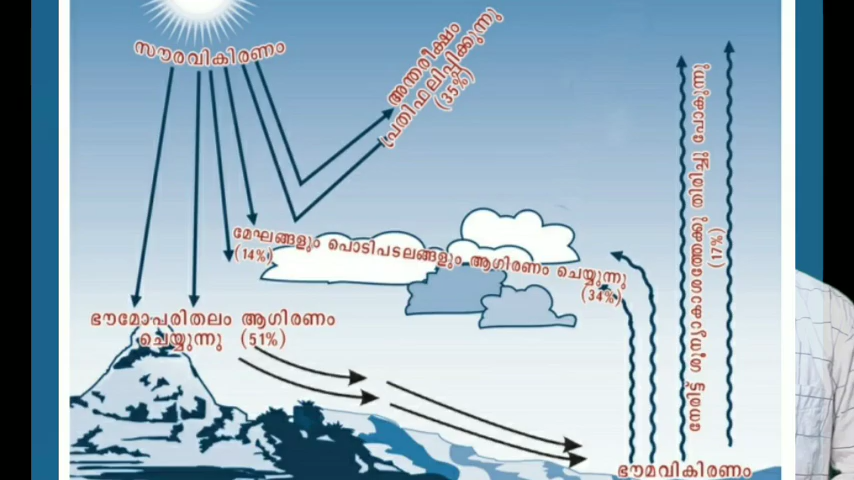 സൗരവികിരണം
അന്തരീക്ഷം
പ്രതിഫലിപ്പിക്കുന്നു
(35%)
മേഘങ്ങളും പൊടിപടലങ്ങളും ആഗിരണം ചെയ്യുന്നു
(14%)
(34%)
നേരിട്ട് ശൂന്യാകാശത്തേക്കു തിരിച്ചു പോകുന്നു
(17%)
ഭൗമോപരിതലം ആഗിരണം
ചെയ്യുന്നു (51%)
ഭൗമവികിരണം